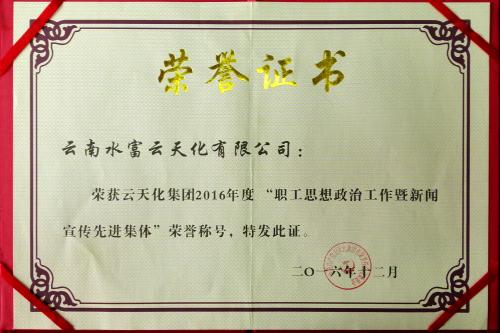 荣誉证书
云南水富云天化有限公司：
荣获云天化集团2016年度“职工思想政治工作暨新闻
宣传先进集体”荣誉称号，特发此证。
二〇一六年十二月